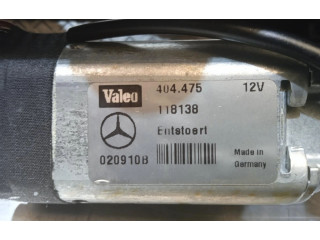 Valeo 404.475 12V
118138
Entstoert
0209108 Made in
Germany